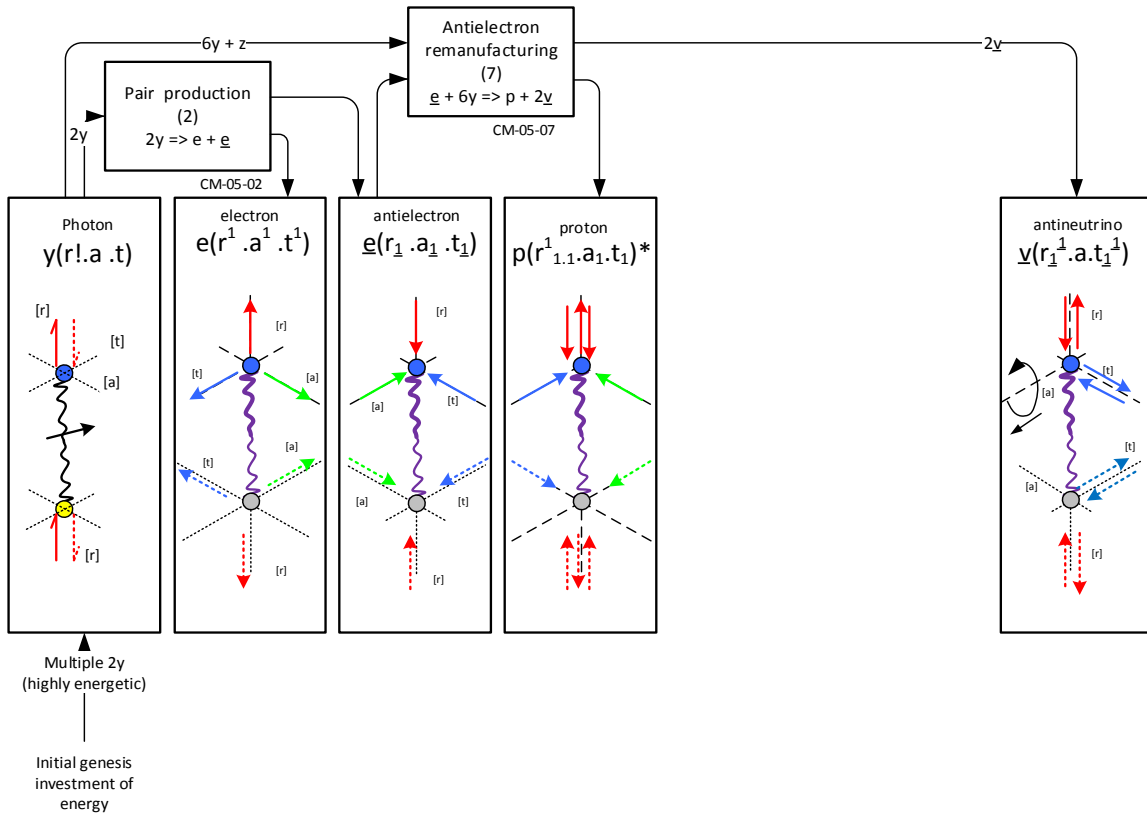 6y + z
Antielectron
remanufacturing
(7)
e + 6y => p + 2v
CM-05-07
2v
Pair production
(2)
2y => e + e
CM-05-02
2y
Photon
y(r!.a .t)
[r]
[t]
[a]
[r]
electron
e(r¹ .a¹ .t¹)
[r]
[t]
[a]
[a]
[t]
[r]
antielectron
e(r₁ .a₁ .t₁)
[r]
[a]
[t]
[a]
[t]
[r]
proton
p(r¹₁.₁.a₁.t₁)*
antineutrino
v(r₁¹.a.t₁¹)
[r]
[t]
[a]
[t]
[a]
[r]
Multiple 2y
(highly energetic)
Initial genesis
investment of
energy